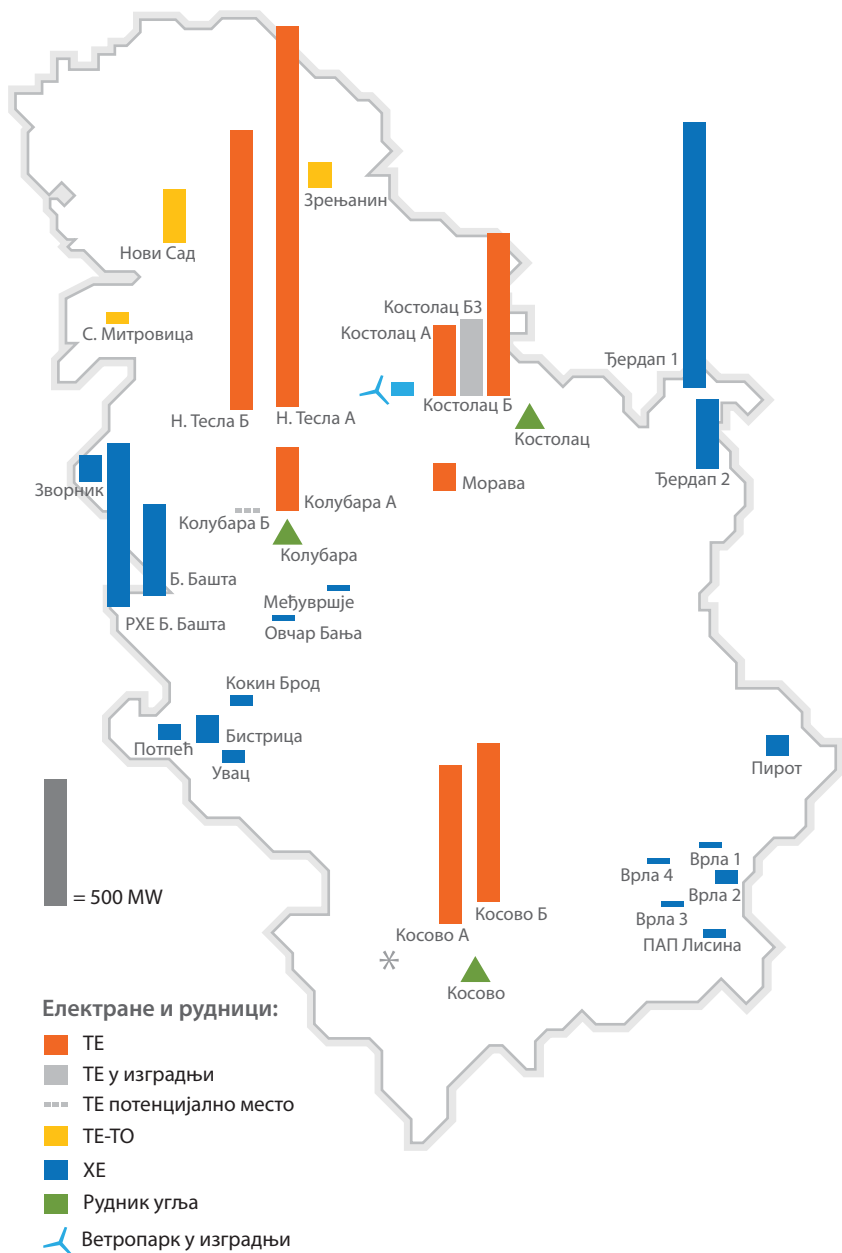 Зрењанин
Нови Сад
С. Митровица
Костолац Б3
Костолац А
Ђердап 1
Костолац Б
Н. Тесла Б
Н. Тесла А
Костолац
Ђердап 2
Зворник
Морава
Колубара А
Колубара Б
Колубара
Б. Башта
Међувршје
РХЕ Б. Башта
Овчар Бања
Кокин Брод
Бистрица
Потпећ
Увац
Пирот
= 500 MW
Врла 1
Врла 4
Врла 2
Врла 3
Косово Б
Косово А
ПАП Лисина
Косово
Електране и рудници:
ТЕ
ТЕ у изградњи
ТЕ потенцијално место
ТЕ-ТО
ХЕ
Рудник угља
Ветропарк у изградњи